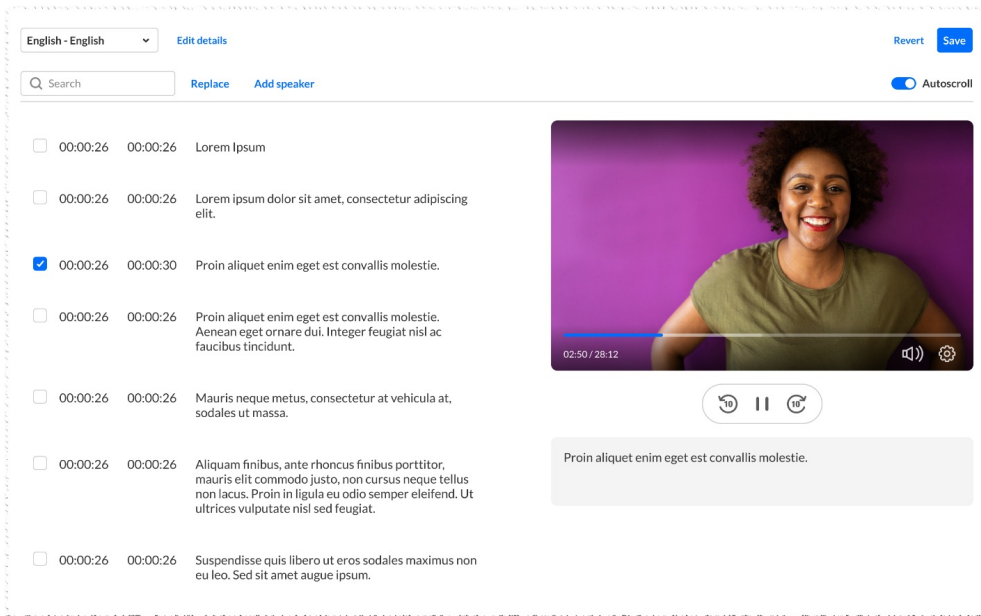 English - English
Edit details
Revert
Save
Search
Replace
Add speaker
Autoscroll
00:00:26 00:00:26 Lorem Ipsum
00:00:26 00:00:26 Lorem ipsum dolor sit amet, consectetur adipiscing
elit.
00:00:26 00:00:30 Proin aliquet enim eget est convallis molestie.
00:00:26 00:00:26 Proin aliquet enim eget est convallis molestie.
Aenean eget ornare dui. Integer feugiat nisl ac
faucibus tincidunt.
00:00:26 00:00:26 Mauris neque metus, consectetur at vehicula at,
sodales ut massa.
00:00:26 00:00:26 Aliquam finibus, ante rhoncus finibus porttitor,
mauris elit commodo justo, non cursus neque tellus
non lacus. Proin in ligula eu odio semper eleifend. Ut
ultrices vulputate nisl sed feugiat.
00:00:26 00:00:26 Suspendisse quis libero ut eros sodales maximus non
eu leo. Sed sit amet augue ipsum.
02:50 / 28:12
10 10
Proin aliquet enim eget est convallis molestie.